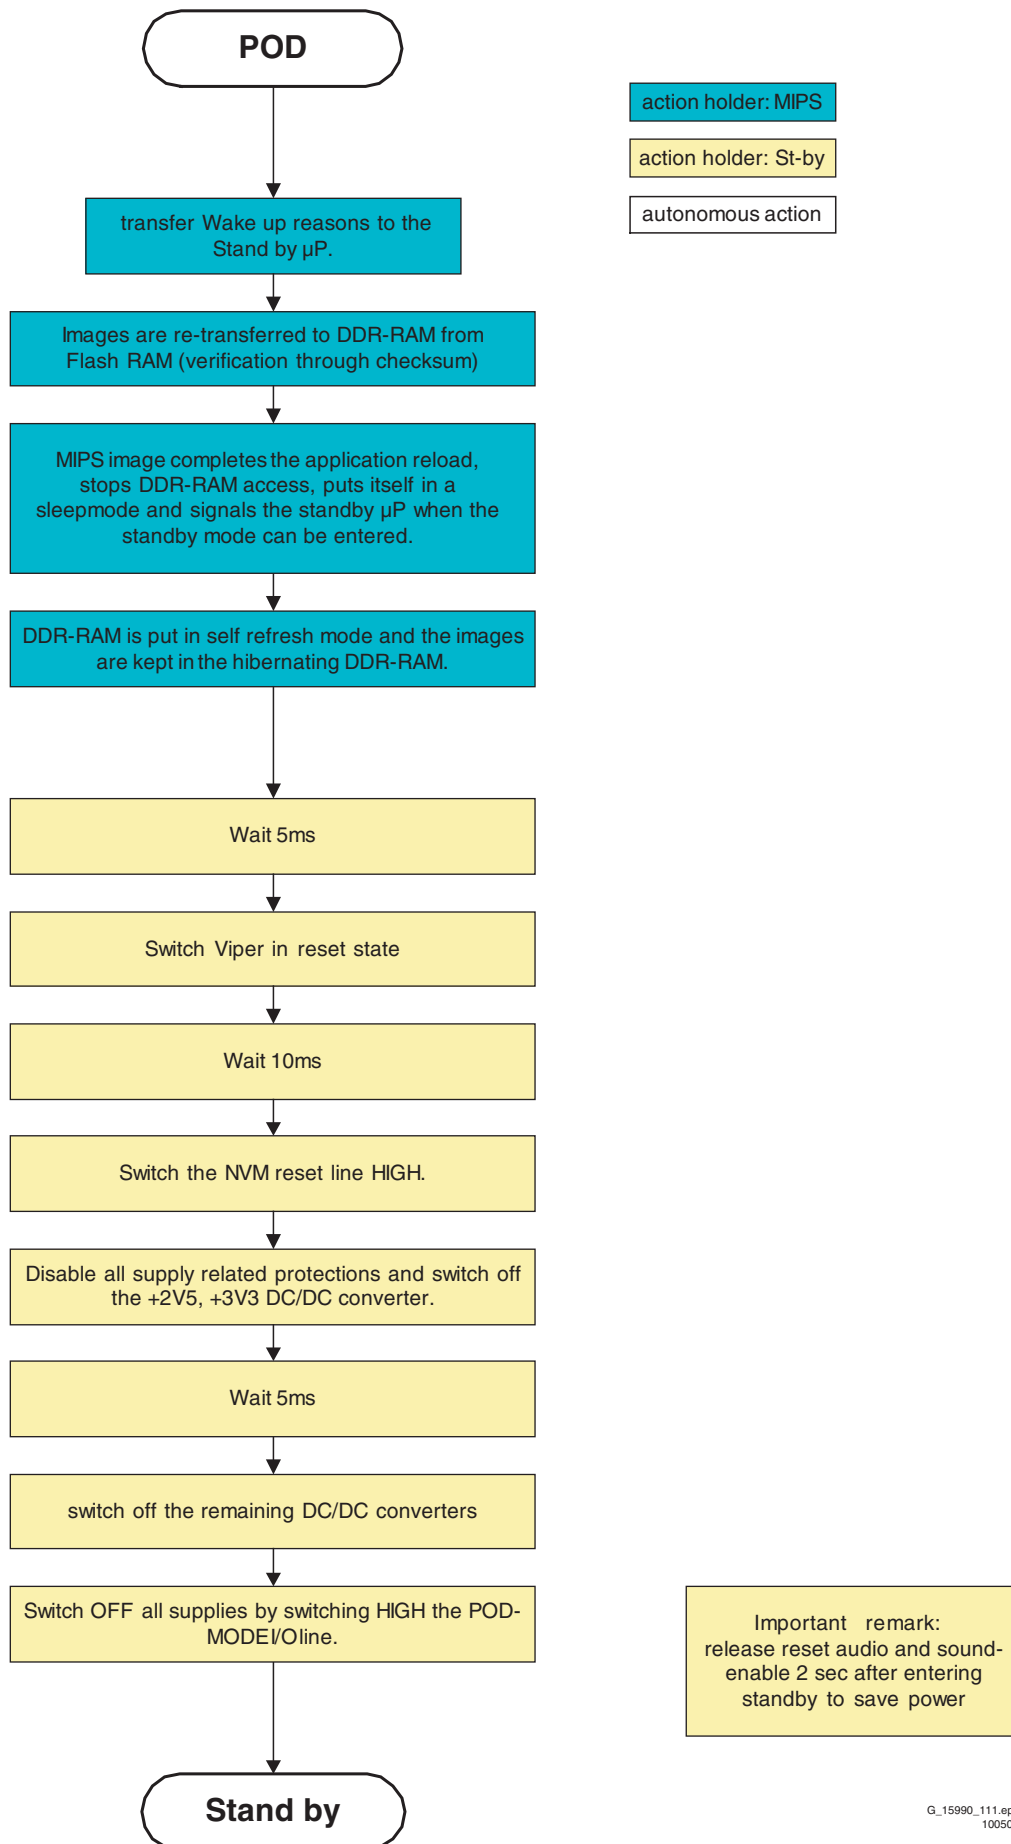 POD
action holder: MIPS
action holder: St-by
autonomous action
transfer Wake up reasons to the
Stand by µP.
Images are re-transferred to DDR-RAM from
Flash RAM (verification through checksum)
MIPS image completes the application reload,
stops DDR-RAM access, puts itself in a
sleepmode and signals the standby µP when the
standby mode can be entered.
DDR-RAM is put in self refresh mode and the images
are kept in the hibernating DDR-RAM.
Wait 5ms
Switch Viper in reset state
Wait 10ms
Switch the NVM reset line HIGH.
Disable all supply related protections and switch off
the +2V5, +3V3 DC/DC converter.
Wait 5ms
switch off the remaining DC/DC converters
Switch OFF all supplies by switching HIGH the POD-
MODE I/O line.
Important remark:
release reset audio and sound-
enable 2 sec after entering
standby to save power
Stand by
G_15990_111.ep
10050